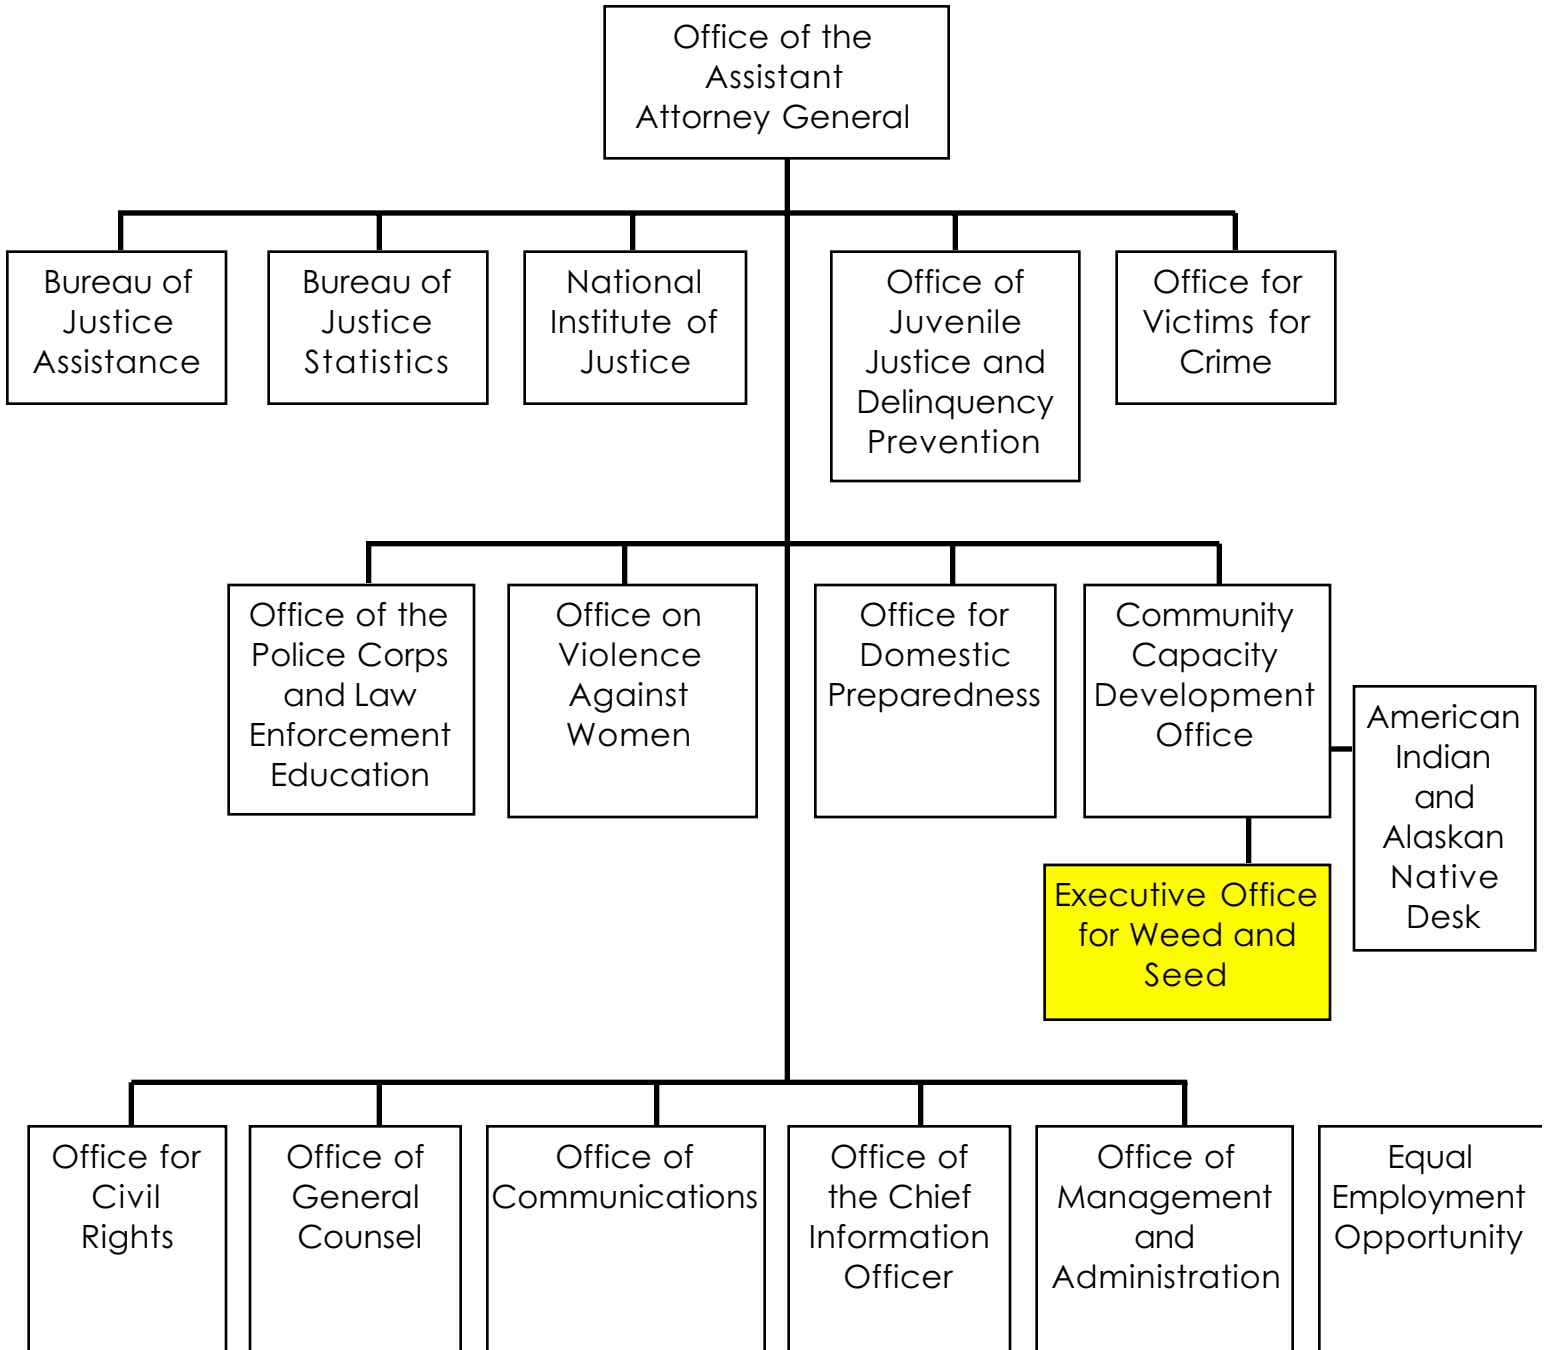 Office of the
Assistant
Attorney General
Bureau of
Justice
Assistance
Bureau of
Justice
Statistics
National
Institute of
Justice
Office of
Juvenile
Justice and
Delinquency
Prevention
Office for
Victims for
Crime
Office of the
Police Corps
and Law
Enforcement
Education
Office on
Violence
Against
Women
Office for
Domestic
Preparedness
Community
Capacity
Development
Office
American
Indian
and
Alaskan
Native
Desk
Executive Office
for Weed and
Seed
Office for
Civil
Rights
Office of
General
Counsel
Office of
Communications
Office of
the Chief
Information
Officer
Office of
Management
and
Administration
Equal
Employment
Opportunity